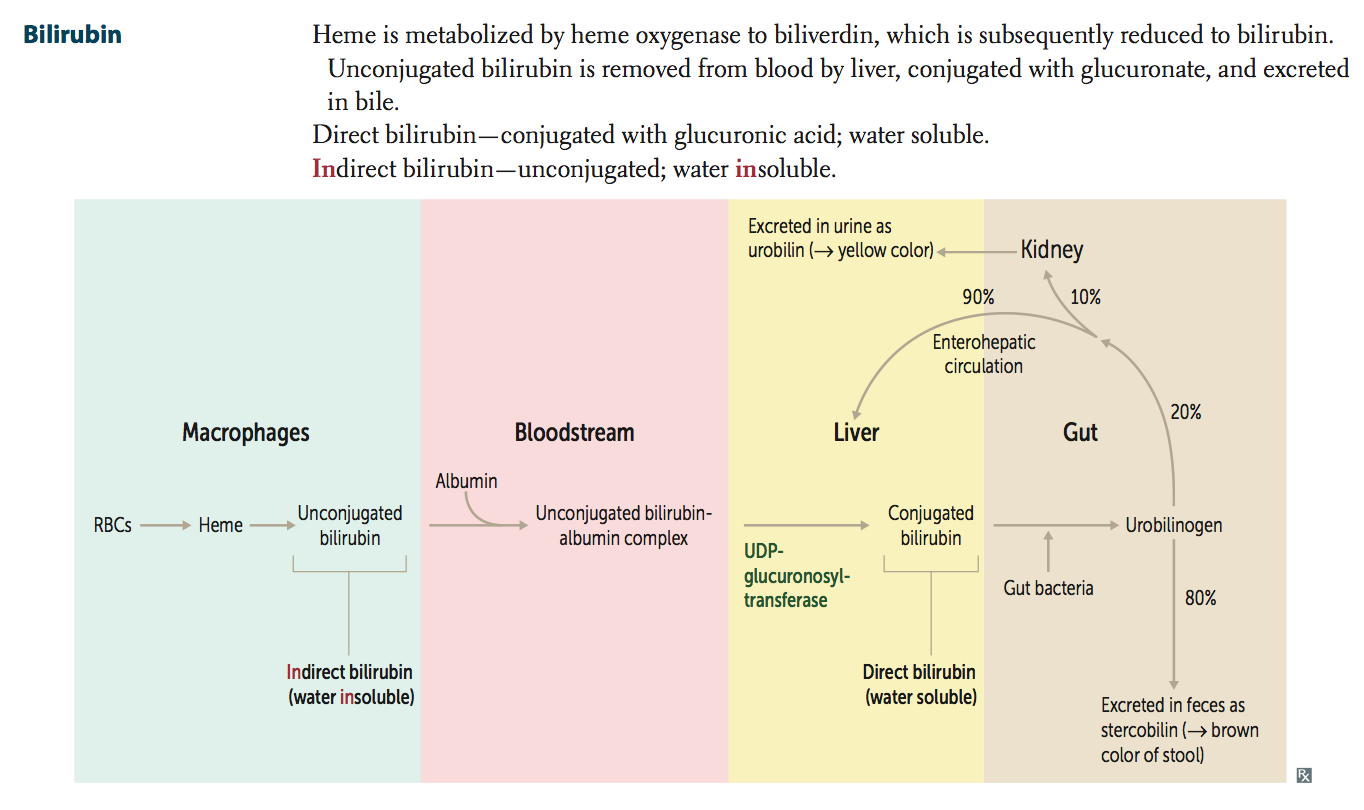 Bilirubin
Heme is metabolized by heme oxygenase to biliverdin, which is subsequently reduced to bilirubin.
Unconjugated bilirubin is removed from blood by liver, conjugated with glucuronate, and excreted
in bile.
Direct bilirubin—conjugated with glucuronic acid; water soluble.
Indirect bilirubin—unconjugated; water insoluble.
Excreted in urine as
urobilin (→ yellow color)
Kidney
90%
10%
Enterohepatic
circulation
20%
Macrophages
Bloodstream
Liver
Gut
Albumin
RBCs
Heme
Unconjugated
bilirubin
Unconjugated bilirubin-
albumin complex
UDP-
glucuronosyl-
transferase
Conjugated
bilirubin
Urobilinogen
Gut bacteria
80%
Indirect bilirubin
(water insoluble)
Direct bilirubin
(water soluble)
Excreted in feces as
stercobilin (→ brown
color of stool)
Rx